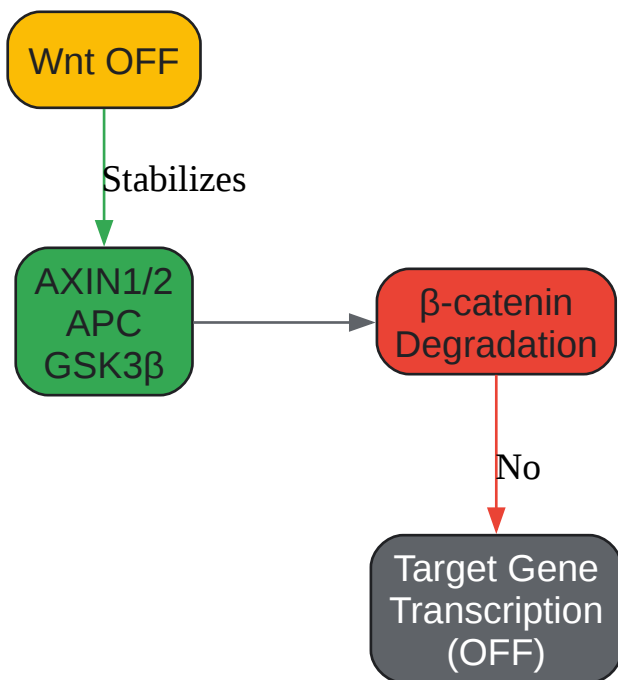 Wnt OFF
Stabilizes
AXIN1/2
APC
GSK3β
β-catenin
Degradation
No
Target Gene
Transcription
(OFF)